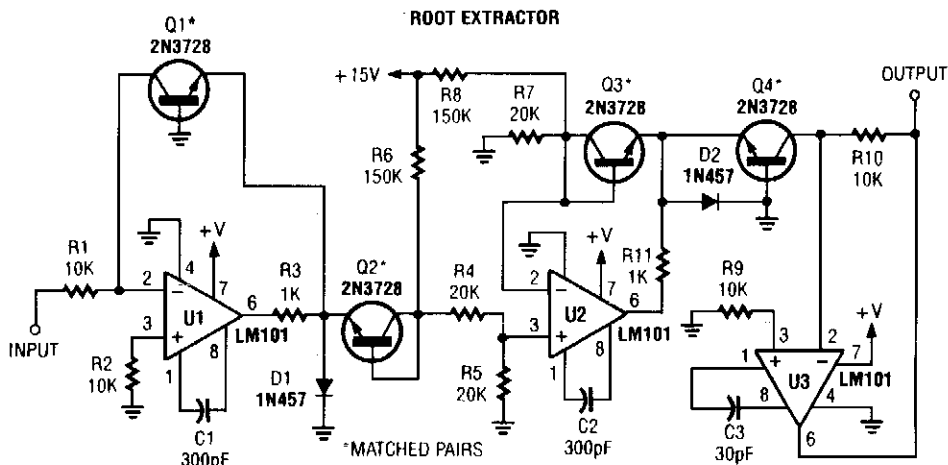 ROOT EXTRACTOR
Q1*
2N3728
+15V
R8
150K
R7
20K
Q3*
2N3728
Q4*
2N3728
OUTPUT
R6
150K
D2
1N457
R10
10K
R1
10K
+V
4
2
7
3
6
8
1
U1
LM101
R3
1K
Q2*
2N3728
R4
20K
+V
R11
1K
2
7
3
6
8
1
U2
LM101
R9
10K
+V
INPUT
R2
10K
D1
1N457
R5
20K
3
2
7
1
8
4
6
U3
LM101
C1
300pF
*MATCHED PAIRS
C2
300pF
C3
30pF
+
−
+
−
+
−